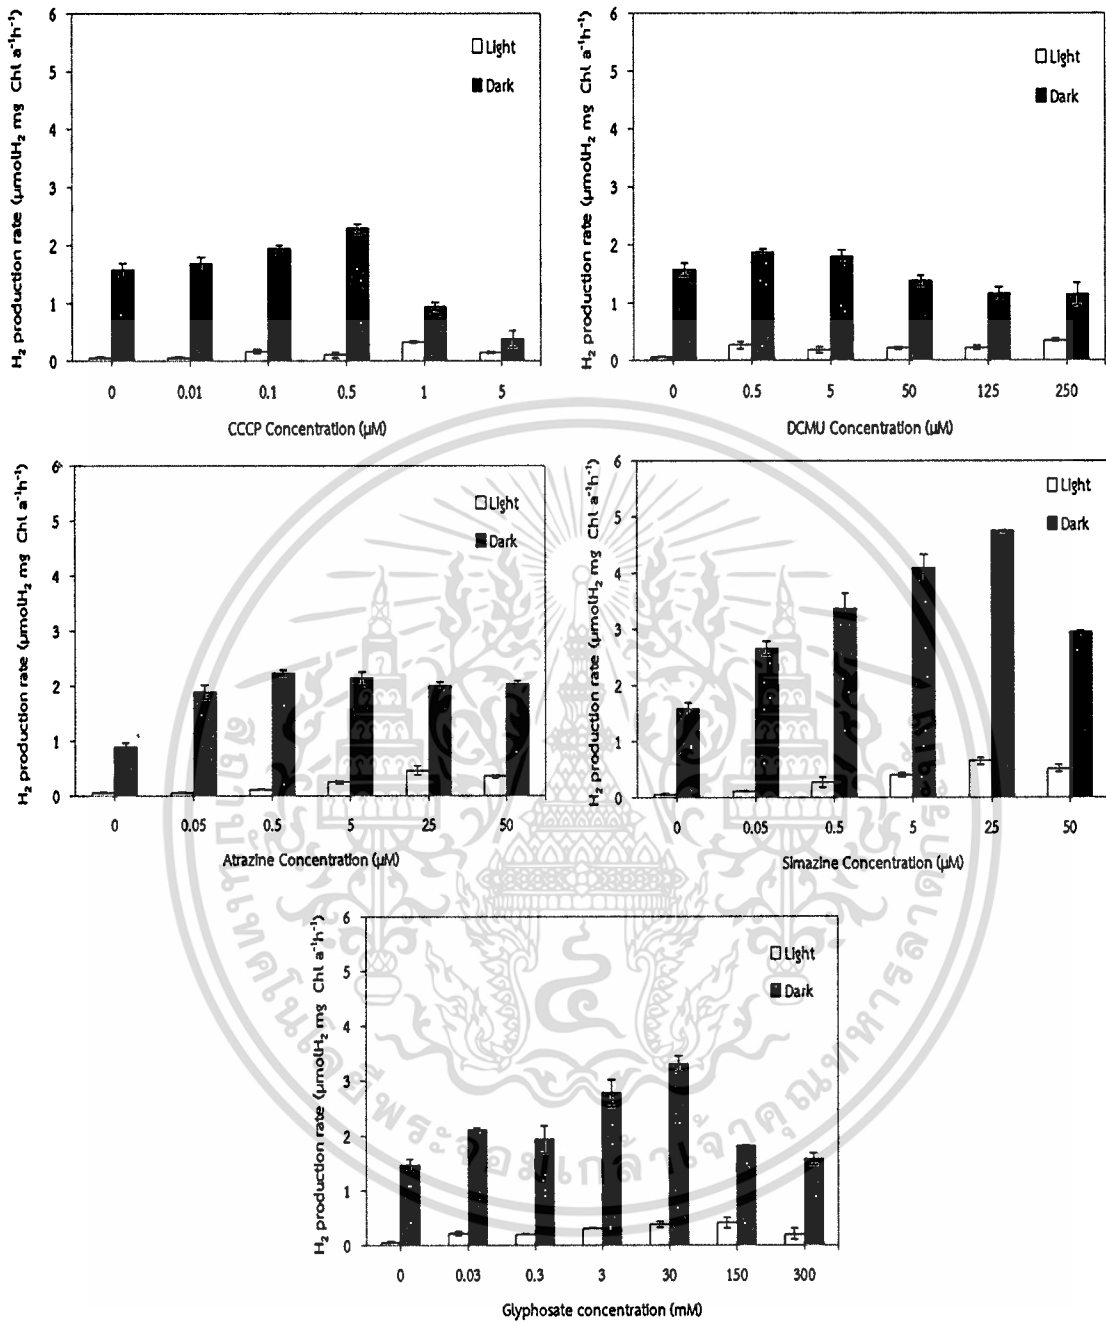 H₂ production rate (µmolH₂ mg Chl a⁻¹h⁻¹)
6
5
4
3
2
1
0
Light
Dark
0 0.01 0.1 0.5 1 5
CCCP Concentration (µM)
H₂ production rate (µmolH₂ mg Chl a⁻¹h⁻¹)
6
5
4
3
2
1
0
Light
Dark
0 0.5 5 50 125 250
DCMU Concentration (µM)
H₂ production rate (µmolH₂ mg Chl a⁻¹h⁻¹)
6
5
4
3
2
1
0
Light
Dark
0 0.05 0.5 5 25 50
Atrazine Concentration (µM)
H₂ production rate (µmolH₂ mg Chl a⁻¹h⁻¹)
6
5
4
3
2
1
0
Light
Dark
0 0.05 0.5 5 25 50
Simazine Concentration (µM)
H₂ production rate (µmolH₂ mg Chl a⁻¹h⁻¹)
6
5
4
3
2
1
0
Light
Dark
0 0.03 0.3 3 30 150 300
Glyphosate concentration (mM)